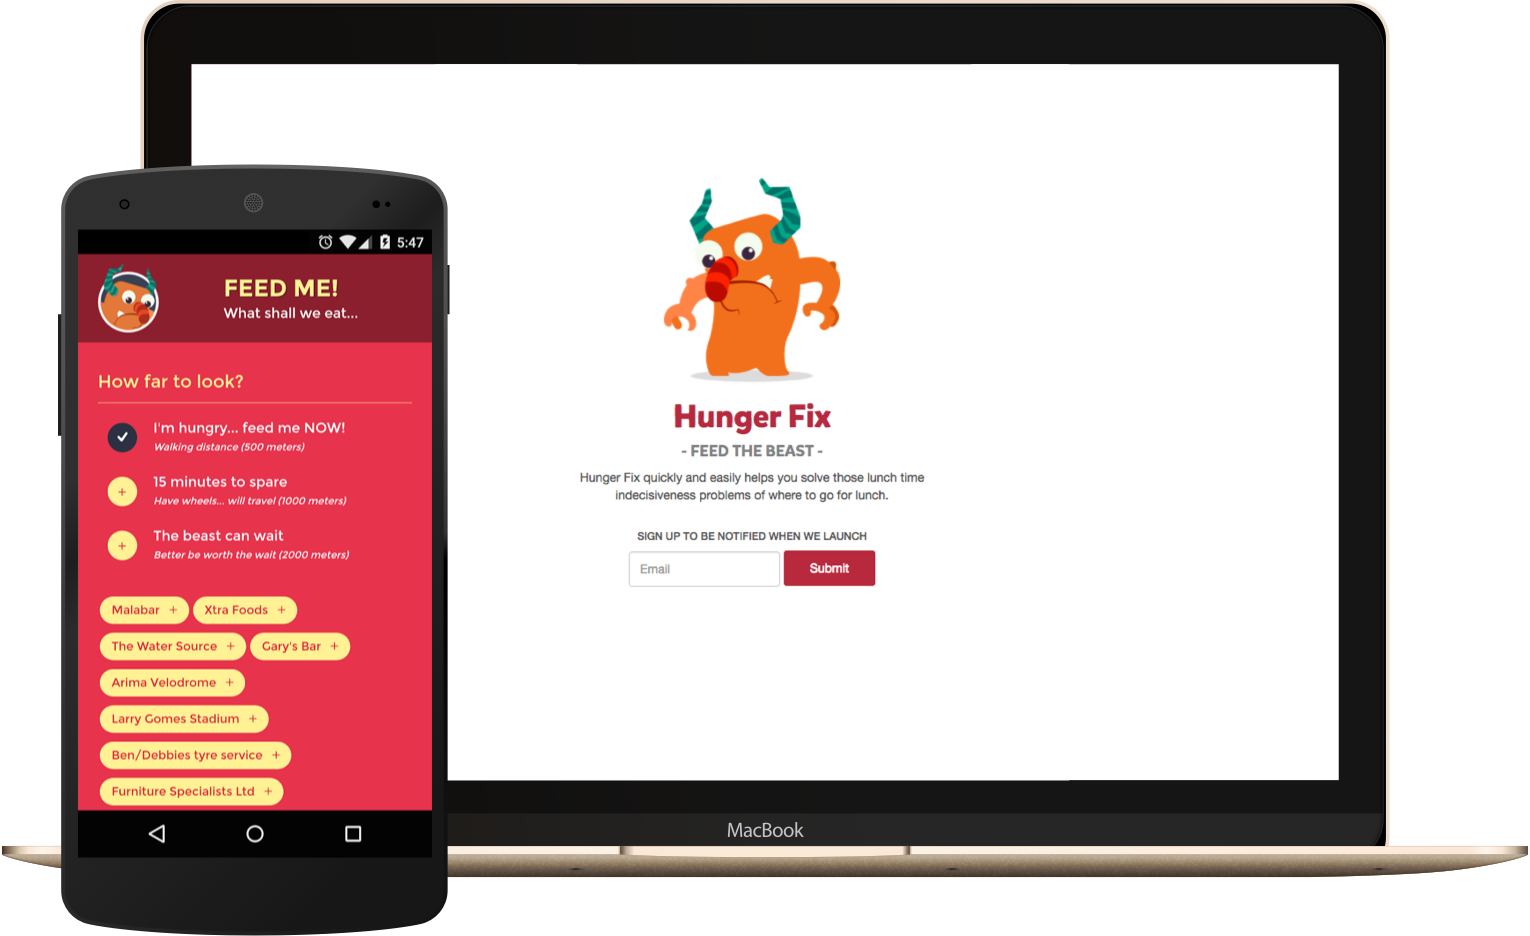 5:47
FEED ME!
What shall we eat...
How far to look?
I'm hungry... feed me NOW!
Walking distance (500 meters)
15 minutes to spare
Have wheels... will travel (1000 meters)
The beast can wait
Better be worth the wait (2000 meters)
Malabar +
Xtra Foods +
The Water Source +
Gary's Bar +
Arima Velodrome +
Larry Gomes Stadium +
Ben/Debbies tyre service +
Furniture Specialists Ltd +
Hunger Fix
- FEED THE BEAST -
Hunger Fix quickly and easily helps you solve those lunch time
indecisiveness problems of where to go for lunch.
SIGN UP TO BE NOTIFIED WHEN WE LAUNCH
Email
Submit
MacBook